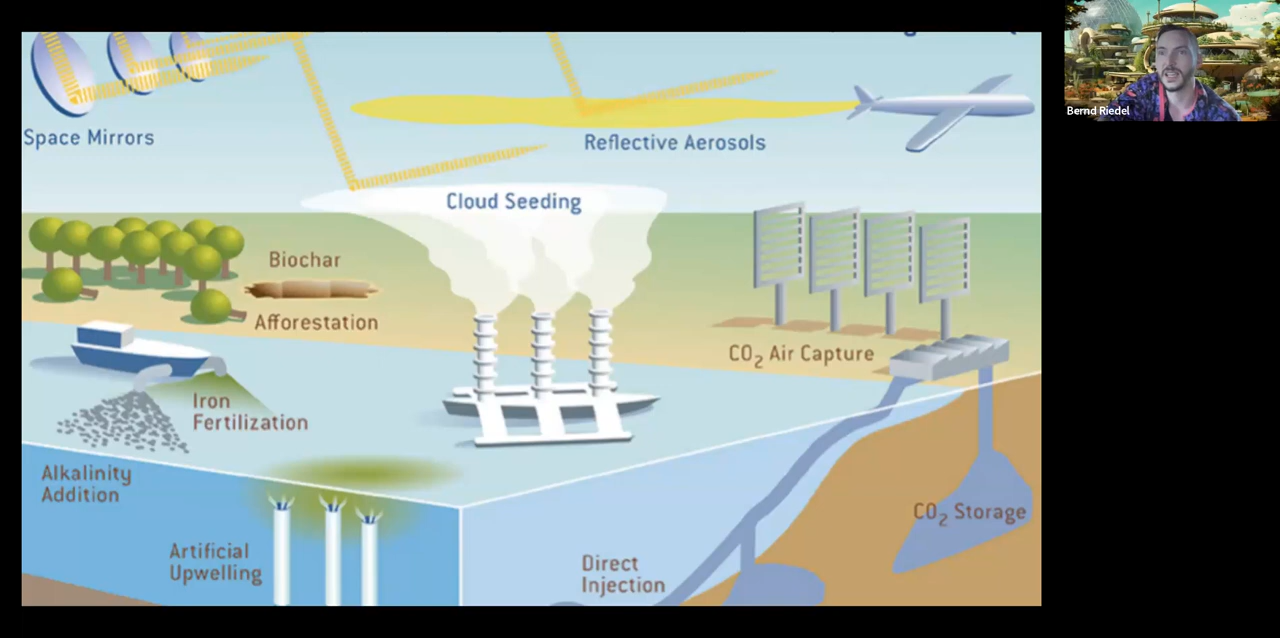 Space Mirrors
Reflective Aerosols
Cloud Seeding
Biochar
Afforestation
CO₂ Air Capture
Iron
Fertilization
Alkalinity
Addition
CO₂ Storage
Artificial
Upwelling
Direct
Injection
Bernd Riedel